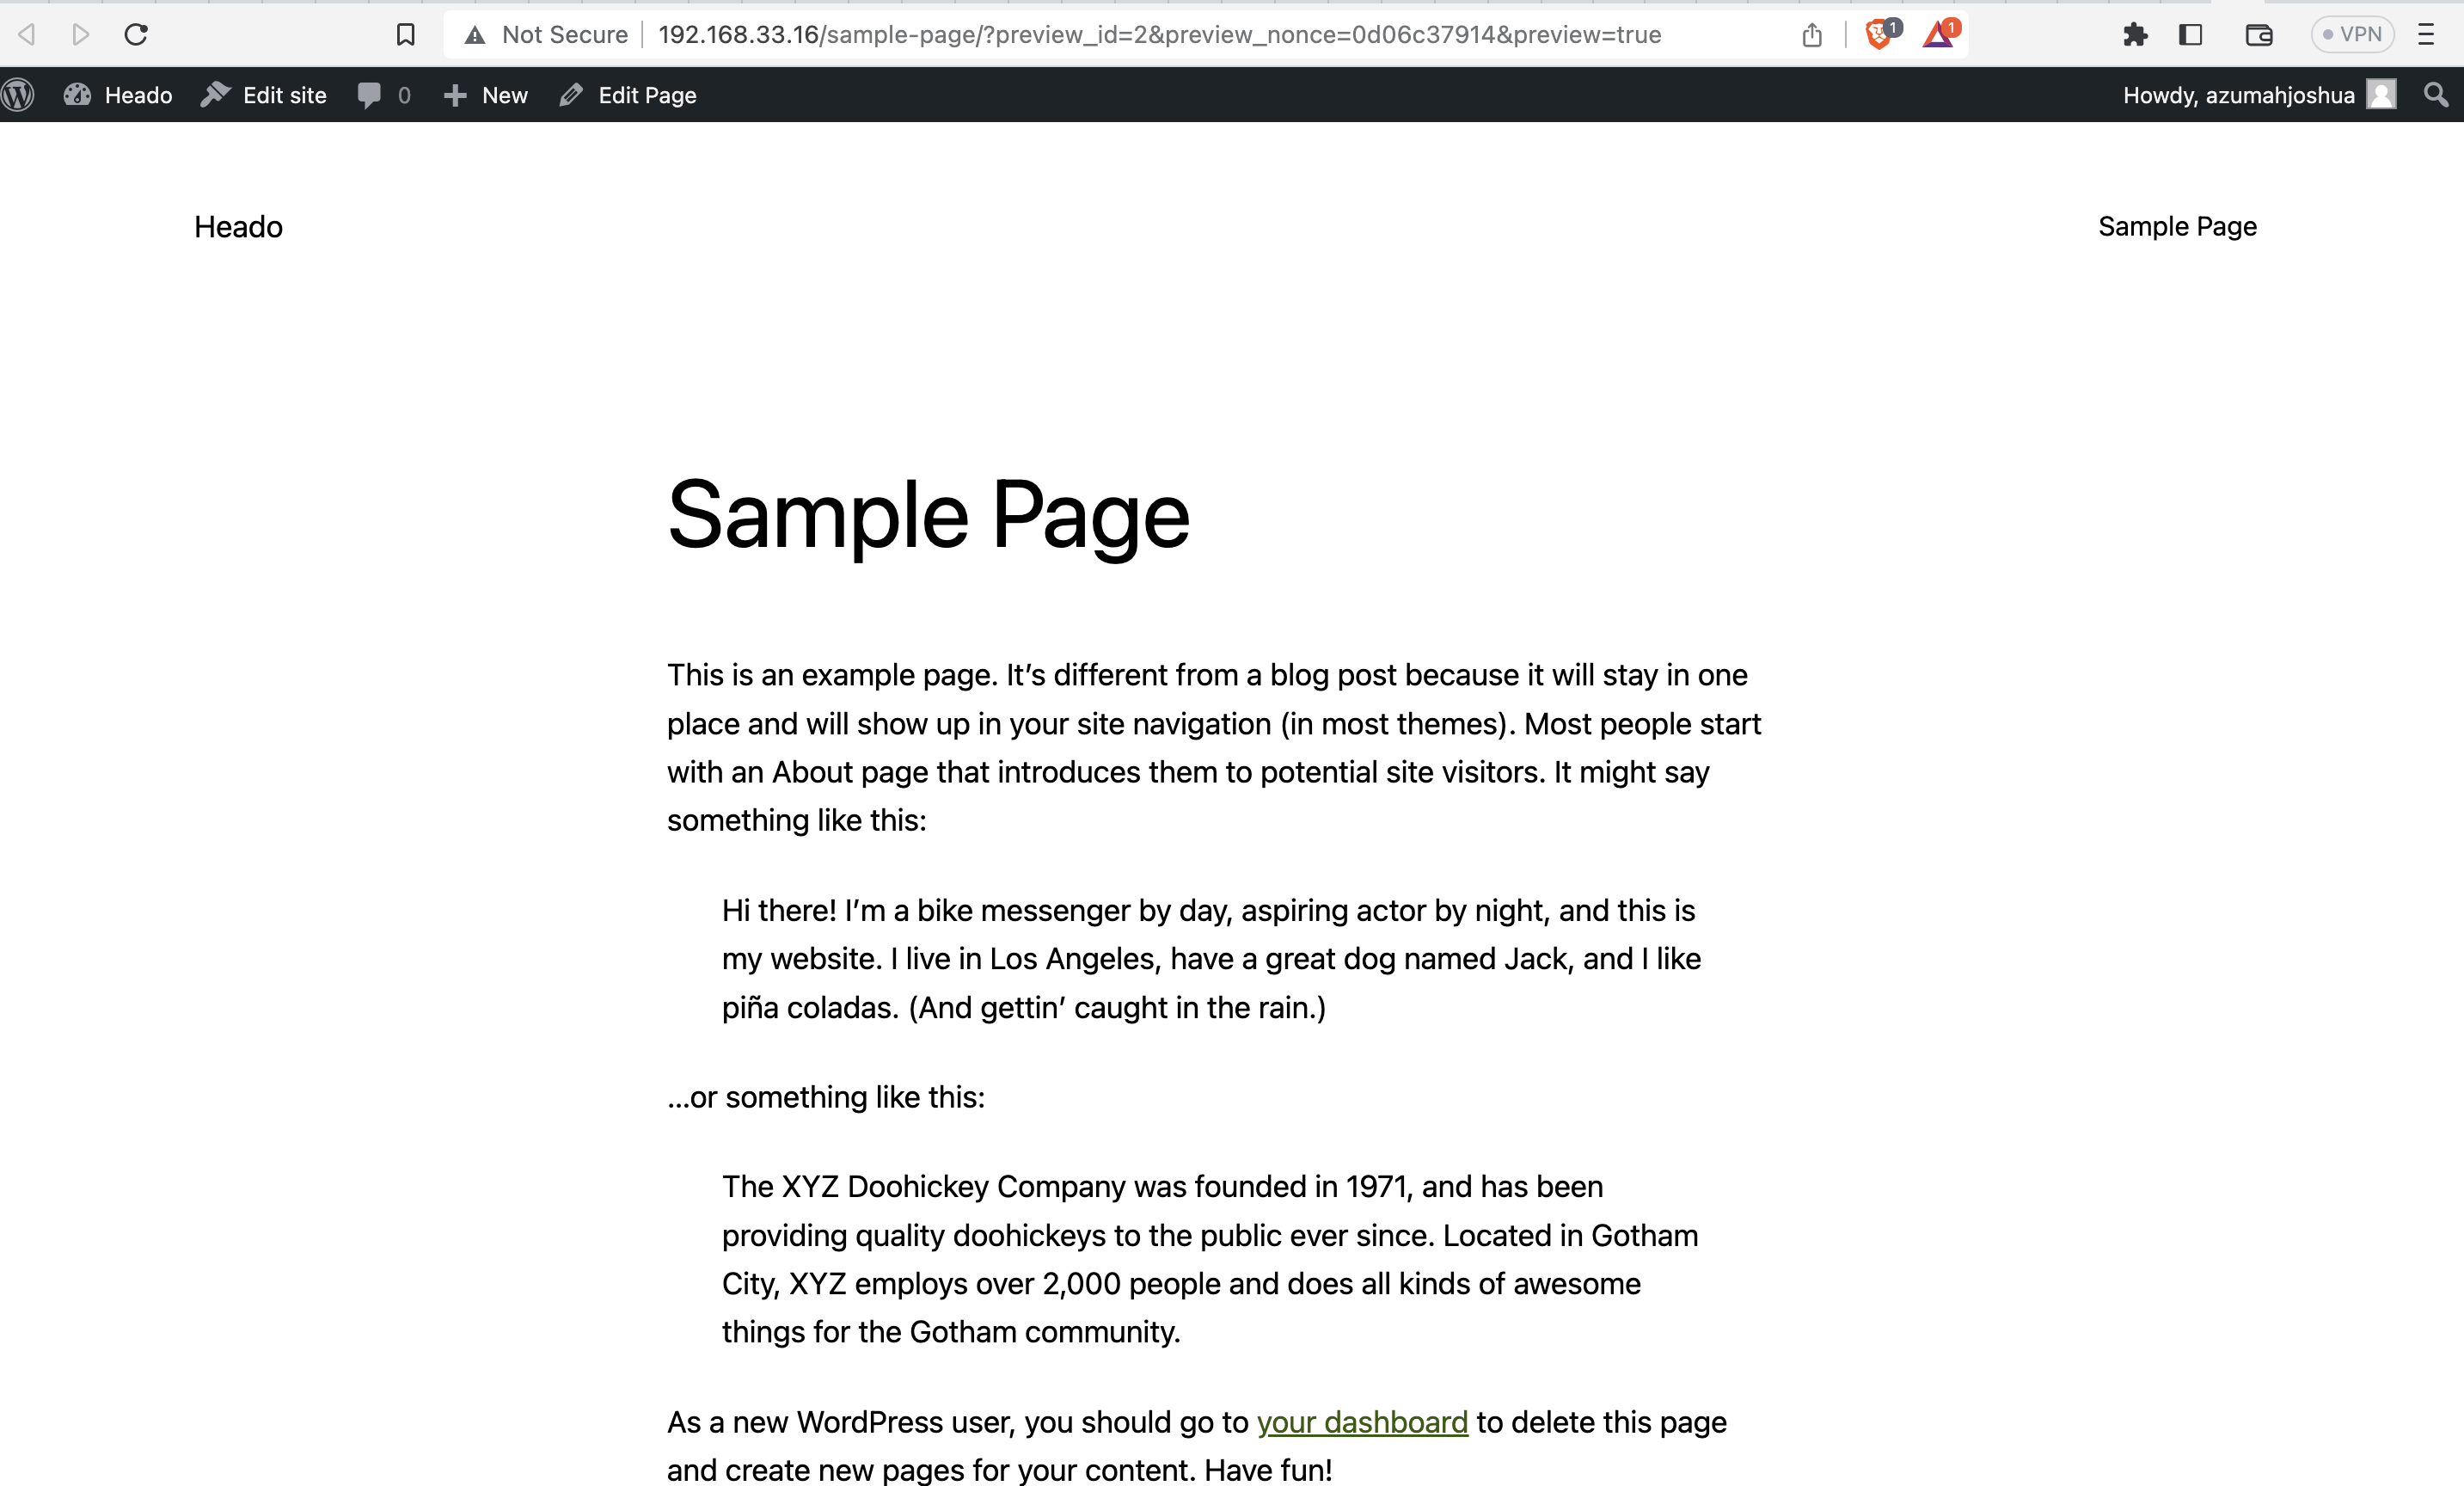 Not Secure 192.168.33.16/sample-page/?preview_id=2&preview_nonce=0d06c37914&preview=true 1 1 VPN
Heado Edit site 0 New Edit Page Howdy, azumahjoshua
Heado Sample Page
Sample Page
This is an example page. It’s different from a blog post because it will stay in one
place and will show up in your site navigation (in most themes). Most people start
with an About page that introduces them to potential site visitors. It might say
something like this:
Hi there! I’m a bike messenger by day, aspiring actor by night, and this is
my website. I live in Los Angeles, have a great dog named Jack, and I like
piña coladas. (And gettin’ caught in the rain.)
…or something like this:
The XYZ Doohickey Company was founded in 1971, and has been
providing quality doohickeys to the public ever since. Located in Gotham
City, XYZ employs over 2,000 people and does all kinds of awesome
things for the Gotham community.
As a new WordPress user, you should go to your dashboard to delete this page
and create new pages for your content. Have fun!